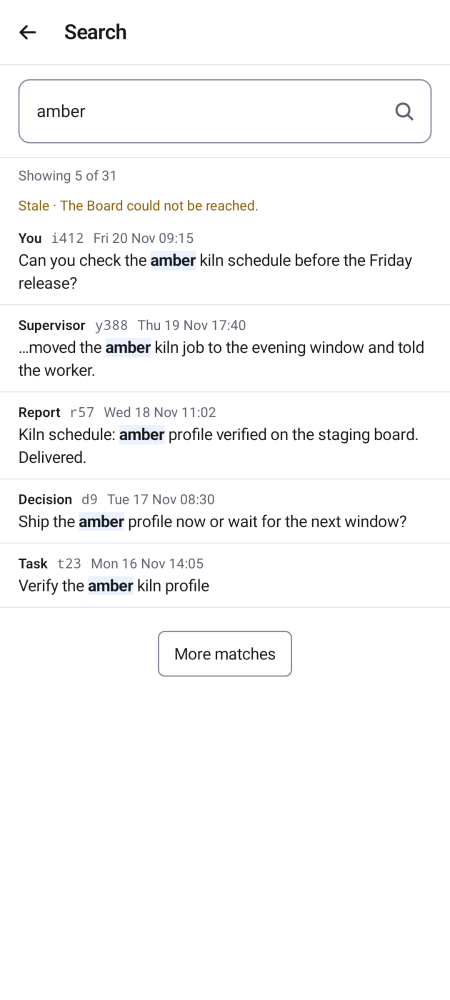 Search
amber
Showing 5 of 31
Stale · The Board could not be reached.
You i412 Fri 20 Nov 09:15
Can you check the amber kiln schedule before the Friday
release?
Supervisor y388 Thu 19 Nov 17:40
…moved the amber kiln job to the evening window and told
the worker.
Report r57 Wed 18 Nov 11:02
Kiln schedule: amber profile verified on the staging board.
Delivered.
Decision d9 Tue 17 Nov 08:30
Ship the amber profile now or wait for the next window?
Task t23 Mon 16 Nov 14:05
Verify the amber kiln profile
More matches